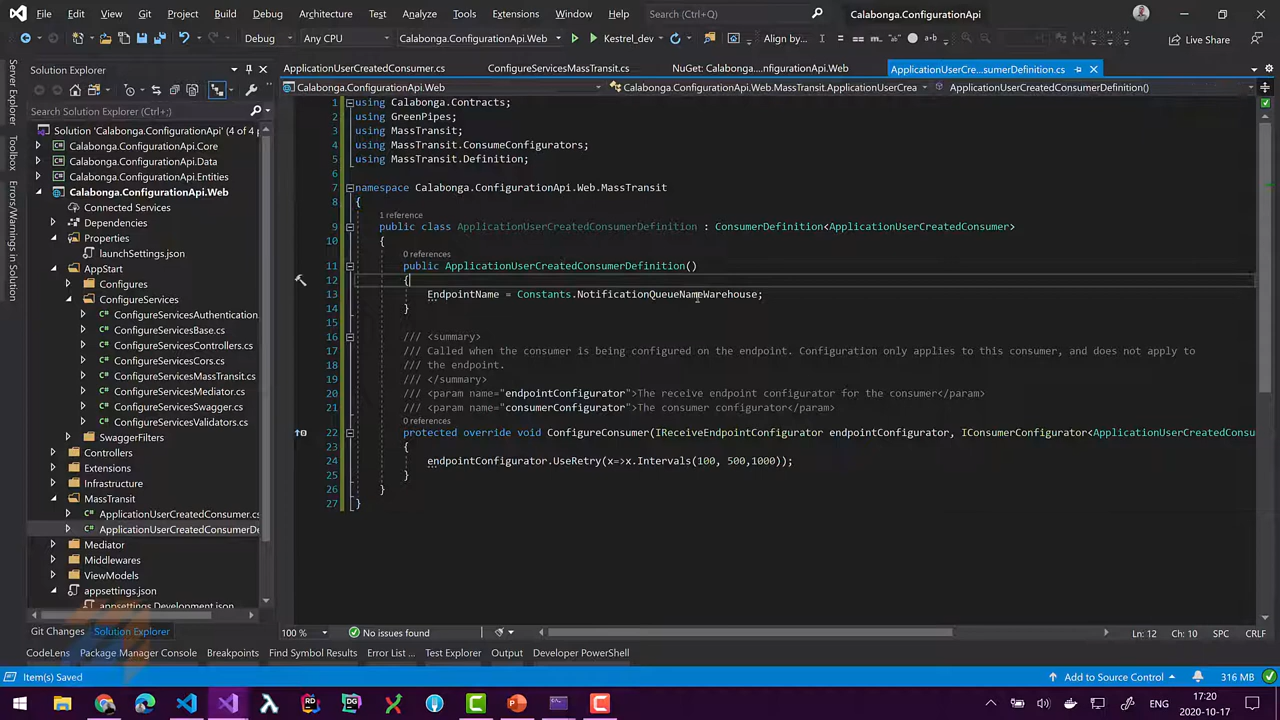 File Edit View Git Project Build Debug Architecture Test Analyze Tools Extensions Window Help Search (Ctrl+Q) Calabonga.ConfigurationApi
Debug Any CPU Calabonga.ConfigurationApi.Web Kestrel_dev Align by... Live Share
Server Explorer
Toolbox
Errors/Warnings in Solution
Solution Explorer
Search Solution Explorer (Ctrl+;)
Solution 'Calabonga.ConfigurationApi' (4 of 4 p
Calabonga.ConfigurationApi.Core
Calabonga.ConfigurationApi.Data
Calabonga.ConfigurationApi.Entities
Calabonga.ConfigurationApi.Web
Connected Services
Dependencies
Properties
launchSettings.json
AppStart
Configures
ConfigureServices
ConfigureServicesAuthentication
ConfigureServicesBase.cs
ConfigureServicesControllers.cs
ConfigureServicesCors.cs
ConfigureServicesMassTransit.cs
ConfigureServicesMediator.cs
ConfigureServicesSwagger.cs
ConfigureServicesValidators.cs
SwaggerFilters
Controllers
Extensions
Infrastructure
MassTransit
ApplicationUserCreatedConsumer.cs
ApplicationUserCreatedConsumerDe
Mediator
Middlewares
ViewModels
appsettings.json
appsettings.Development.json
Git Changes Solution Explorer
ApplicationUserCreatedConsumer.cs ConfigureServicesMassTransit.cs NuGet: Calabonga...nfigurationApi.Web ApplicationUserCre...sumerDefinition.cs
Calabonga.ConfigurationApi.Web Calabonga.ConfigurationApi.Web.MassTransit.ApplicationUserCrea ApplicationUserCreatedConsumerDefinition()
1 using Calabonga.Contracts;
2 using GreenPipes;
3 using MassTransit;
4 using MassTransit.ConsumeConfigurators;
5 using MassTransit.Definition;
6
7 namespace Calabonga.ConfigurationApi.Web.MassTransit
8 {
1 reference
9 public class ApplicationUserCreatedConsumerDefinition : ConsumerDefinition<ApplicationUserCreatedConsumer>
10 {
0 references
11 public ApplicationUserCreatedConsumerDefinition()
12 {
13 EndpointName = Constants.NotificationQueueNameWarehouse;
14 }
15
16 /// <summary>
17 /// Called when the consumer is being configured on the endpoint. Configuration only applies to this consumer, and does not apply to
18 /// the endpoint.
19 /// </summary>
20 /// <param name="endpointConfigurator">The receive endpoint configurator for the consumer</param>
21 /// <param name="consumerConfigurator">The consumer configurator</param>
0 references
22 protected override void ConfigureConsumer(IReceiveEndpointConfigurator endpointConfigurator, IConsumerConfigurator<ApplicationUserCreatedConsu
23 {
24 endpointConfigurator.UseRetry(x=>x.Intervals(100, 500,1000));
25 }
26 }
27 }
100 % No issues found Ln: 12 Ch: 10 SPC CRLF
CodeLens Package Manager Console Breakpoints Find Symbol Results Error List ... Test Explorer Output Developer PowerShell
Item(s) Saved Add to Source Control 316 MB
ENG 17:20
2020-10-17